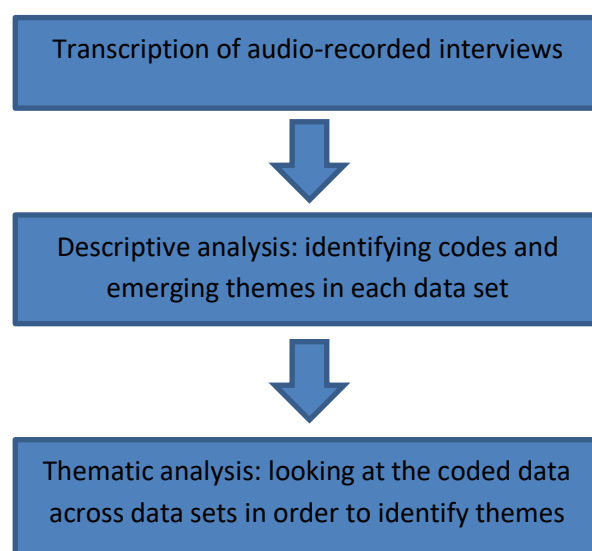 Transcription of audio-recorded interviews
Descriptive analysis: identifying codes and
emerging themes in each data set
Thematic analysis: looking at the coded data
across data sets in order to identify themes